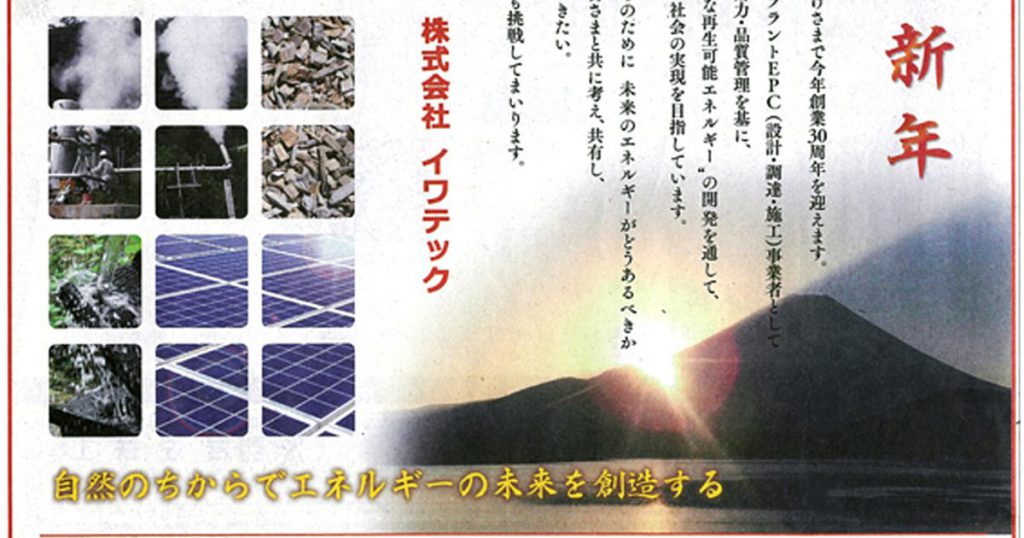 新年
けさまで今年創業30周年を迎えます。
プラントEPC(設計・調達・施工)事業者として
力・品質管理を基に、
な再生可能エネルギー"の開発を通して、
社会の実現を目指しています。
のために 未来のエネルギーがどうあるべきか
さまと共に考え、共有し、
きたい。
も挑戦してまいります。
株式会社 イワテック
自然のちからでエネルギーの未来を創造する